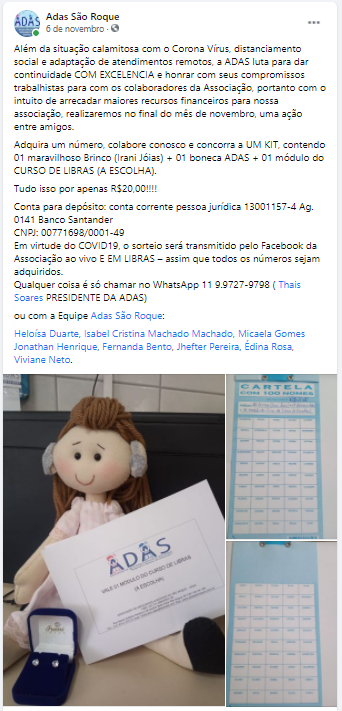 Adas São Roque
6 de novembro ·
Além da situação calamitosa com o Corona Vírus, distanciamento
social e adaptação de atendimentos remotos, a ADAS luta para dar
continuidade COM EXCELENCIA e honrar com seus compromissos
trabalhistas para com os colaboradores da Associação, portanto com o
intuito de arrecadar maiores recursos financeiros para nossa
associação, realizaremos no final do mês de novembro, uma ação
entre amigos.
Adquira um número, colabore conosco e concorra a UM KIT, contendo
01 maravilhoso Brinco (Irani Jóias) + 01 boneca ADAS + 01 módulo do
CURSO DE LIBRAS (A ESCOLHA).
Tudo isso por apenas R$20,00!!!!
Conta para depósito: conta corrente pessoa jurídica 13001157-4 Ag.
0141 Banco Santander
CNPJ: 00771698/0001-49
Em virtude do COVID19, o sorteio será transmitido pelo Facebook da
Associação ao vivo E EM LIBRAS – assim que todos os números sejam
adquiridos.
Qualquer coisa é só chamar no WhatsApp 11 9.9727-9798 ( Thais
Soares PRESIDENTE DA ADAS)
ou com a Equipe Adas São Roque:
Heloísa Duarte, Isabel Cristina Machado Machado, Micaela Gomes
Jonathan Henrique, Fernanda Bento, Jhefter Pereira, Édina Rosa,
Viviane Neto.
ADAS
VALE 01 MÓDULO DO CURSO DE LIBRAS
(A ESCOLHA)
CARTELA
COM 100 NOMES